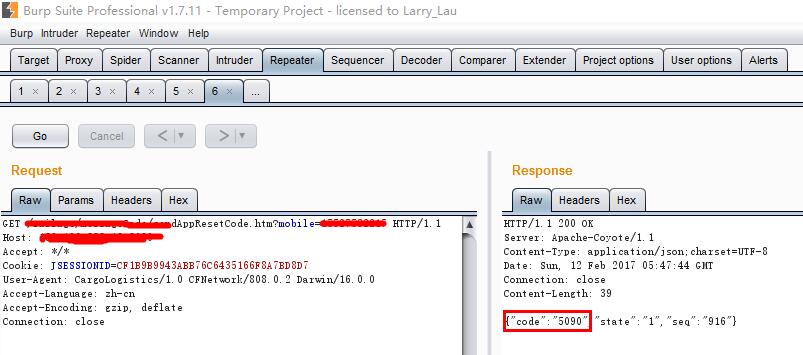 Burp Suite Professional v1.7.11 - Temporary Project - licensed to Larry_Lau
Burp Intruder Repeater Window Help
Target Proxy Spider Scanner Intruder Repeater Sequencer Decoder Comparer Extender Project options User options Alerts
1 × 2 × 3 × 4 × 5 × 6 × ...
Go Cancel < >
Request
Raw Params Headers Hex
GET ndAppResetCode.htm?mobile= HTTP/1.1
Host:
Accept: */*
Cookie: JSESSIONID=CF1B9B9943ABB76C6435166F8A7BD8D7
User-Agent: CargoLogistics/1.0 CFNetwork/808.0.2 Darwin/16.0.0
Accept-Language: zh-cn
Accept-Encoding: gzip, deflate
Connection: close
Response
Raw Headers Hex
HTTP/1.1 200 OK
Server: Apache-Coyote/1.1
Content-Type: application/json;charset=UTF-8
Date: Sun, 12 Feb 2017 05:47:44 GMT
Connection: close
Content-Length: 39
{"code":"5090","state":"1","seq":"916"}